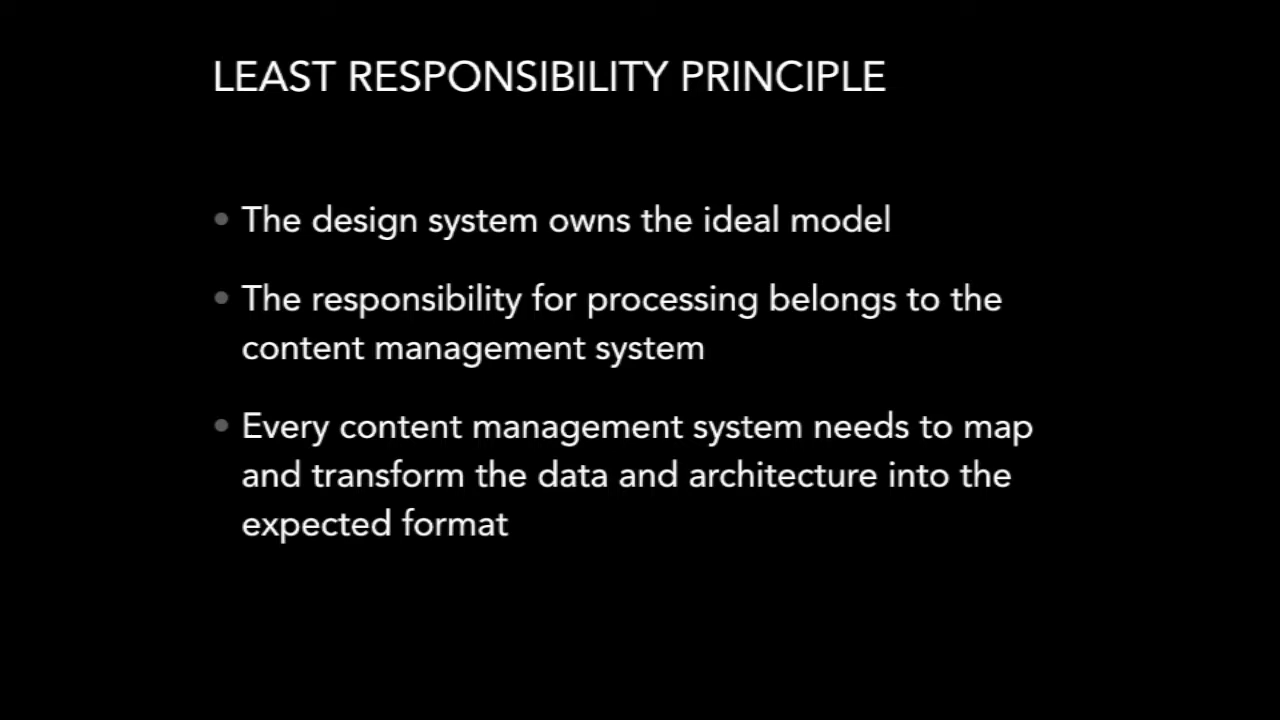 LEAST RESPONSIBILITY PRINCIPLE
• The design system owns the ideal model
• The responsibility for processing belongs to the
content management system
• Every content management system needs to map
and transform the data and architecture into the
expected format